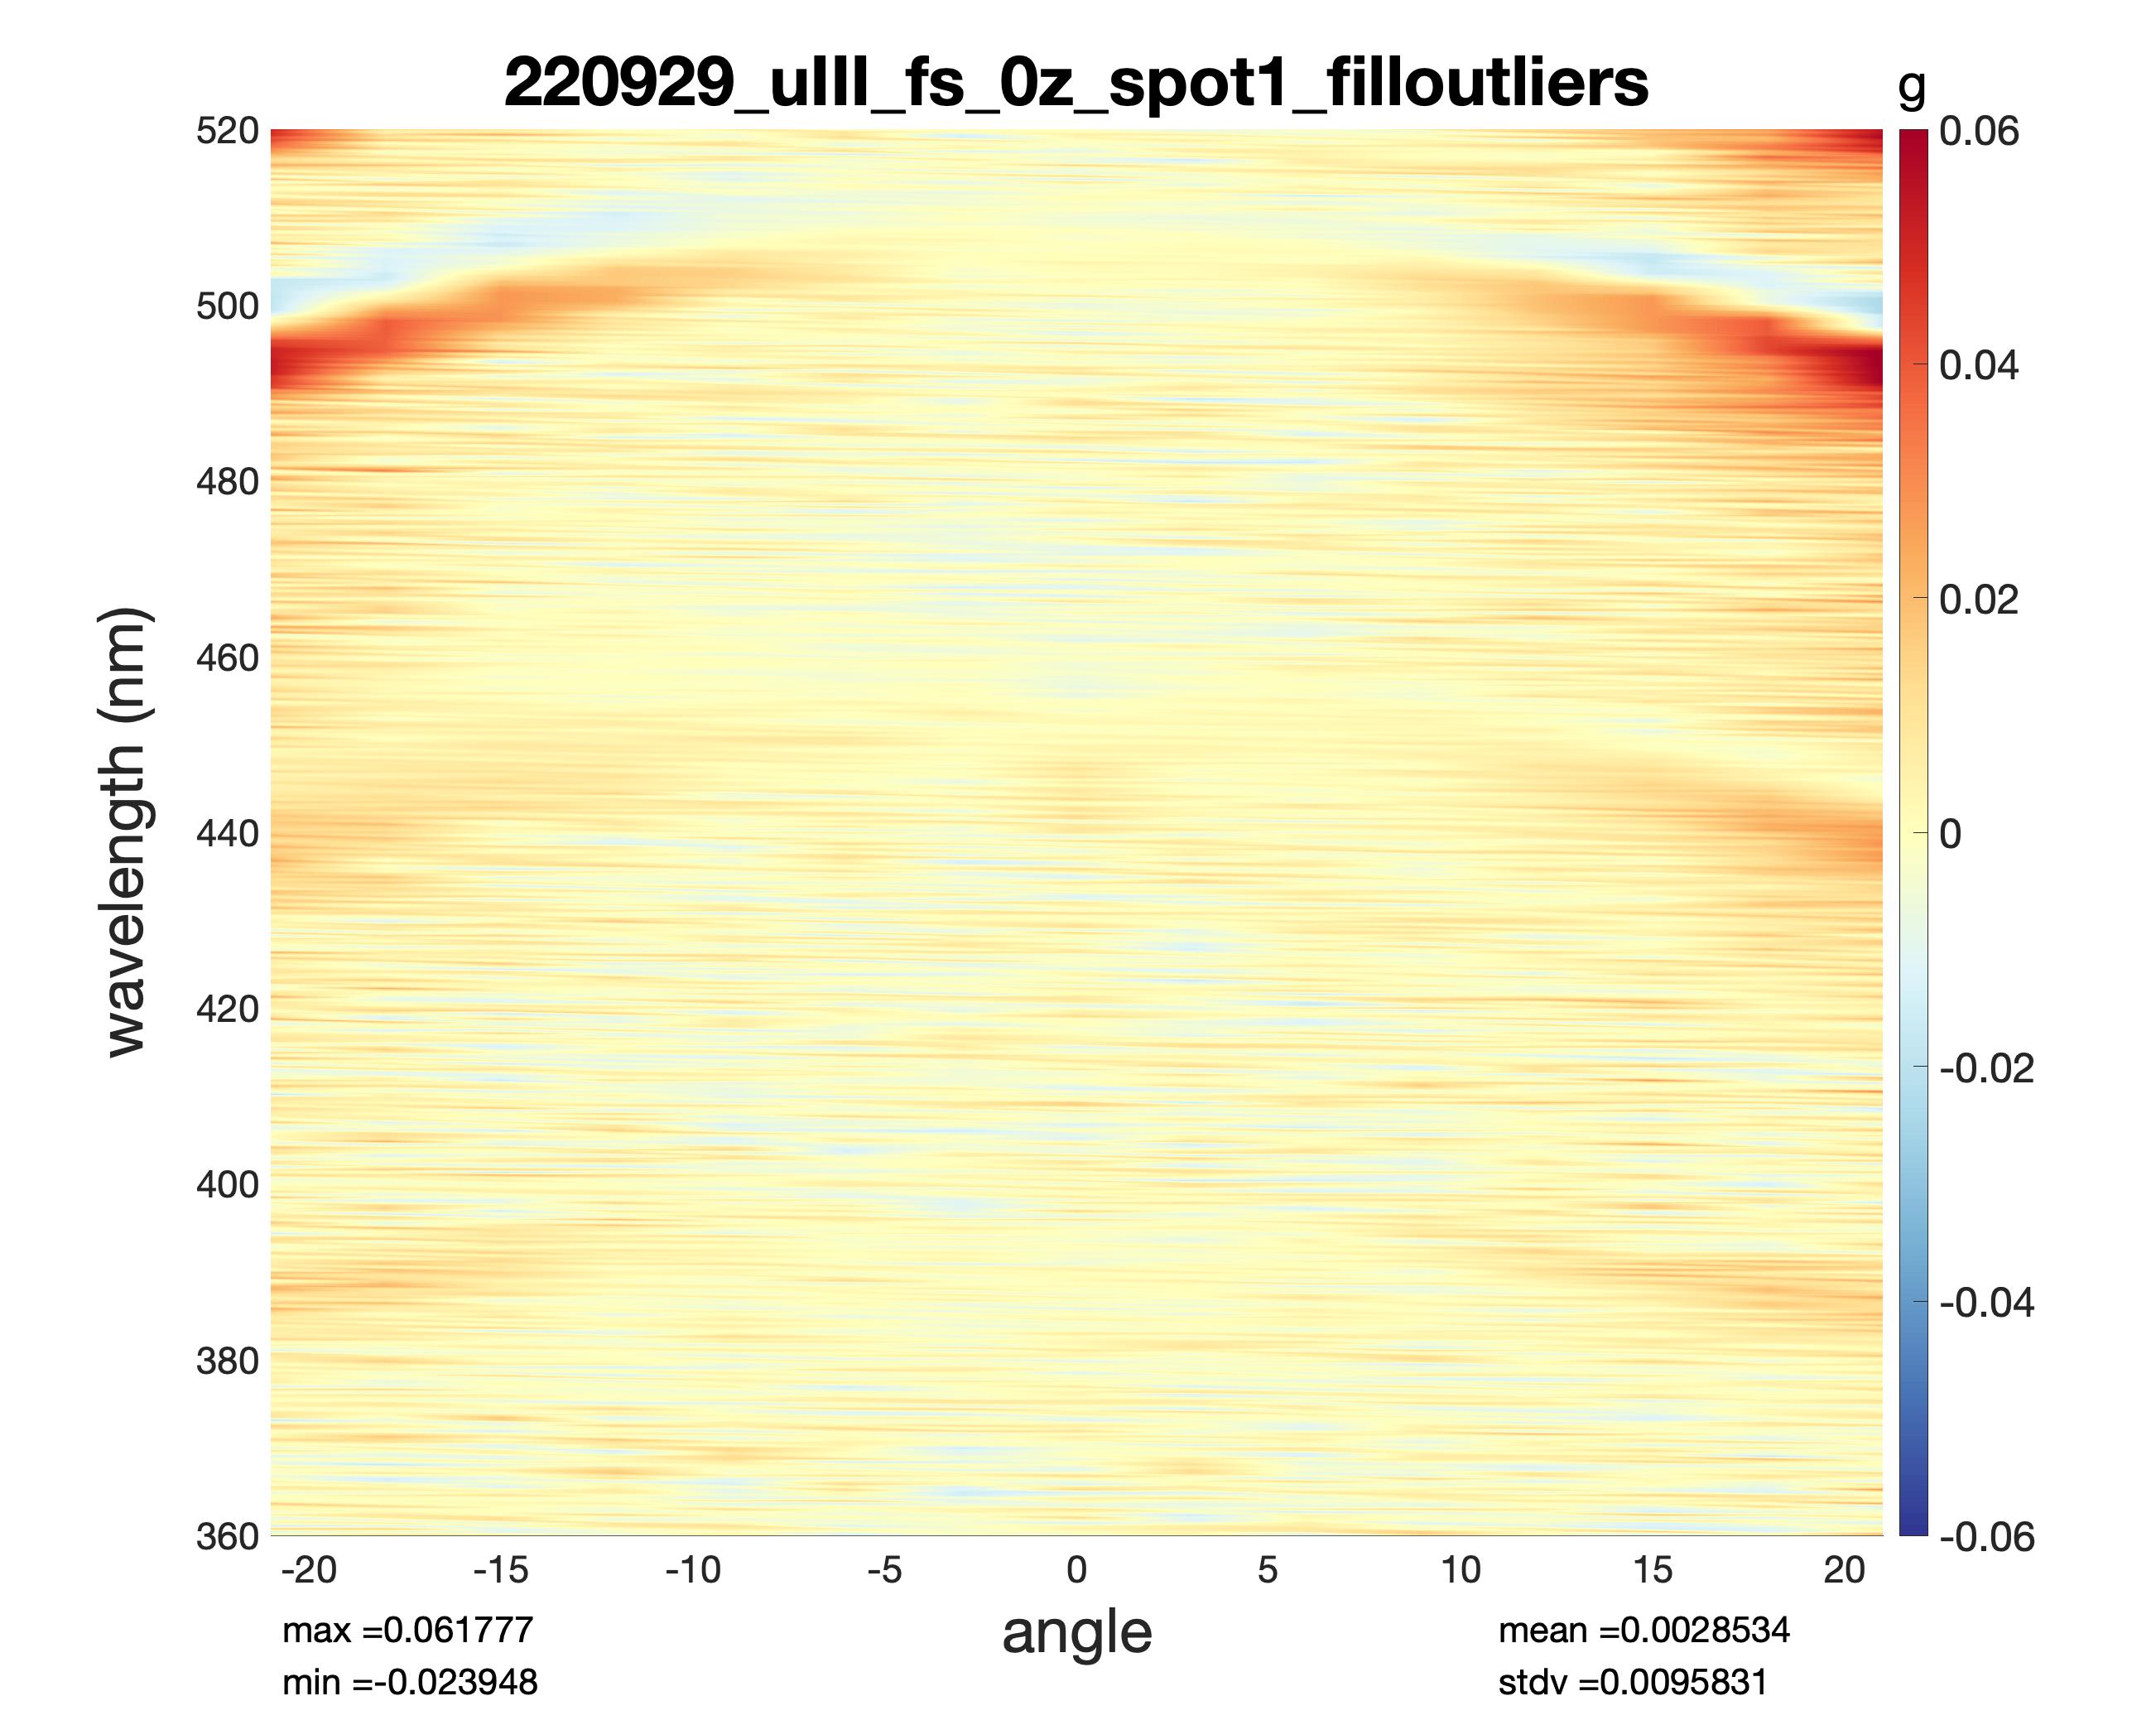 220929_ulll_fs_0z_spot1_filloutliers
g
520
500
480
460
440
420
400
380
360
wavelength (nm)
0.06
0.04
0.02
0
-0.02
-0.04
-0.06
-20 -15 -10 -5 0 5 10 15 20
angle
max =0.061777
min =-0.023948
mean =0.0028534
stdv =0.0095831